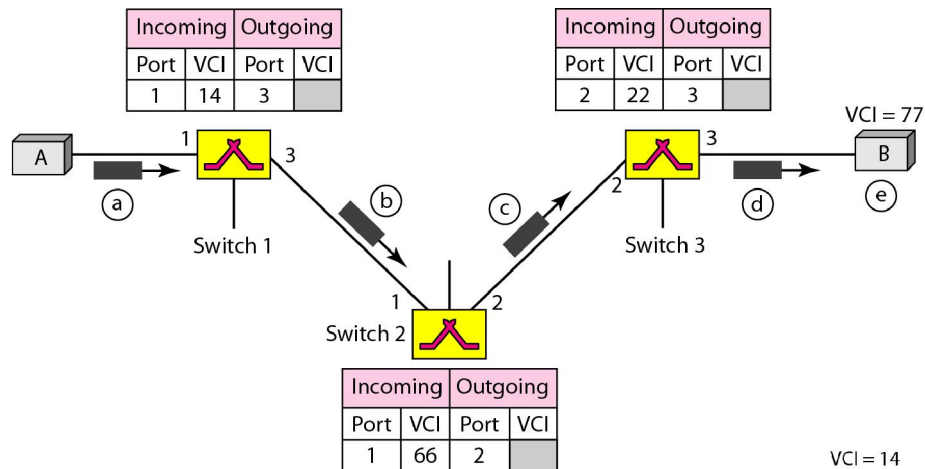 Incoming Outgoing
Port VCI Port VCI
1 14 3
Incoming Outgoing
Port VCI Port VCI
2 22 3
VCI = 77
A
1
3
a
Switch 1
b
c
2
3
Switch 3
d
B
e
1
2
Switch 2
Incoming Outgoing
Port VCI Port VCI
1 66 2
VCI = 14